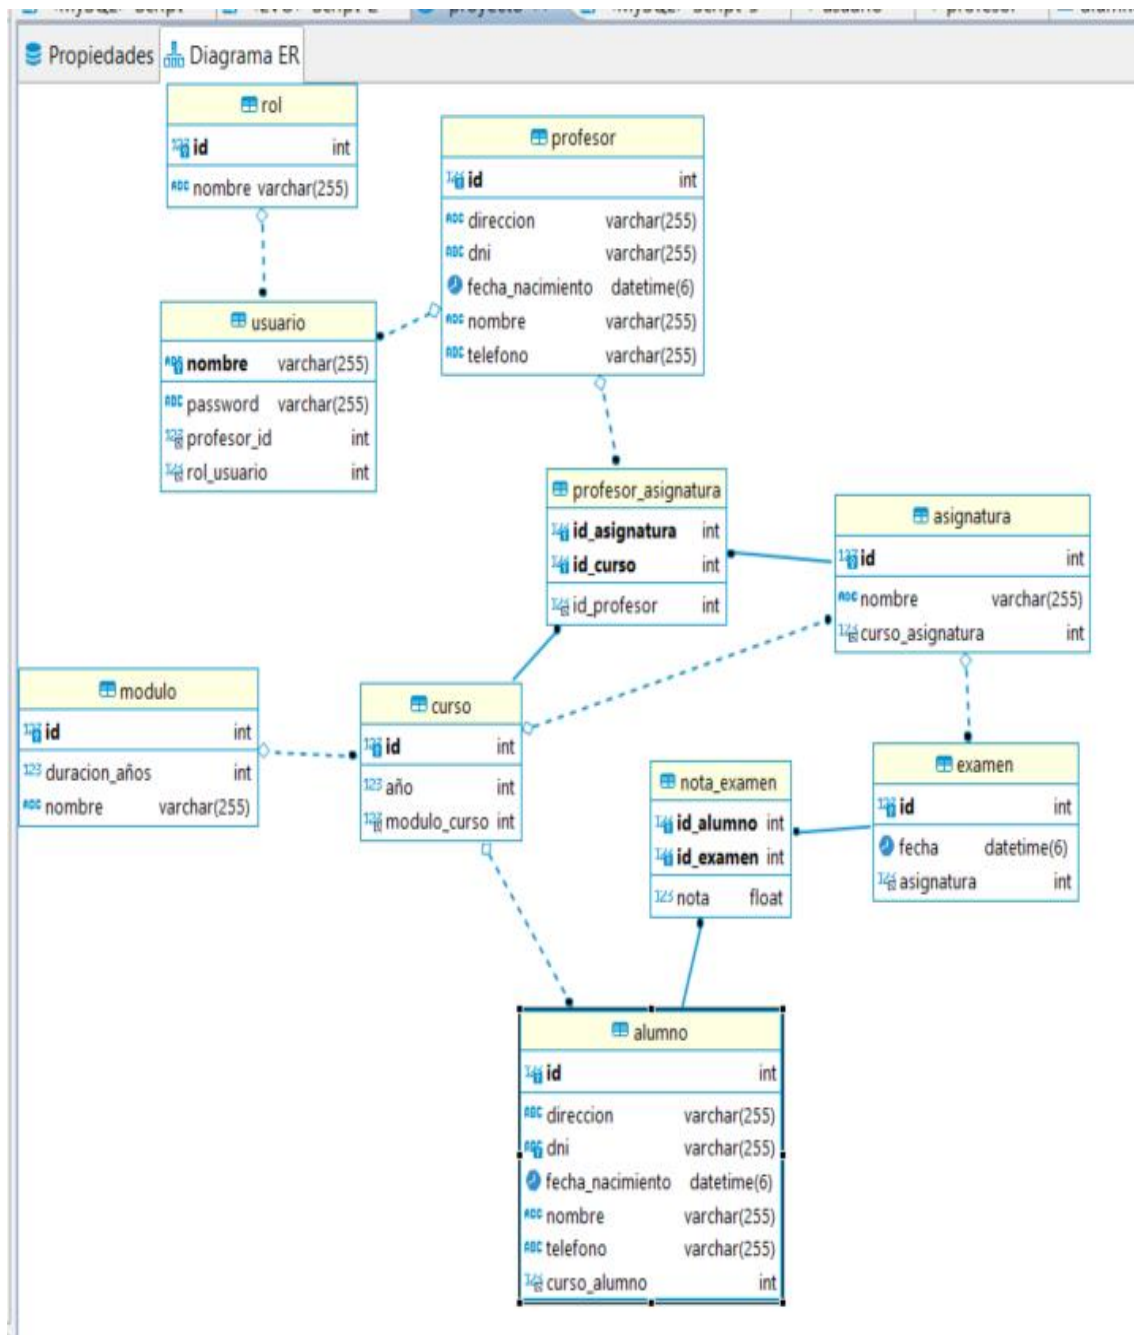 Propiedades Diagrama ER
rol
id int
nombre varchar(255)
profesor
id int
direccion varchar(255)
dni varchar(255)
fecha_nacimiento datetime(6)
nombre varchar(255)
telefono varchar(255)
usuario
nombre varchar(255)
password varchar(255)
profesor_id int
rol_usuario int
profesor_asignatura
id_asignatura int
id_curso int
id_profesor int
asignatura
id int
nombre varchar(255)
curso_asignatura int
modulo
id int
duracion_años int
nombre varchar(255)
curso
id int
año int
modulo_curso int
nota_examen
id_alumno int
id_examen int
nota float
examen
id int
fecha datetime(6)
asignatura int
alumno
id int
direccion varchar(255)
dni varchar(255)
fecha_nacimiento datetime(6)
nombre varchar(255)
telefono varchar(255)
curso_alumno int